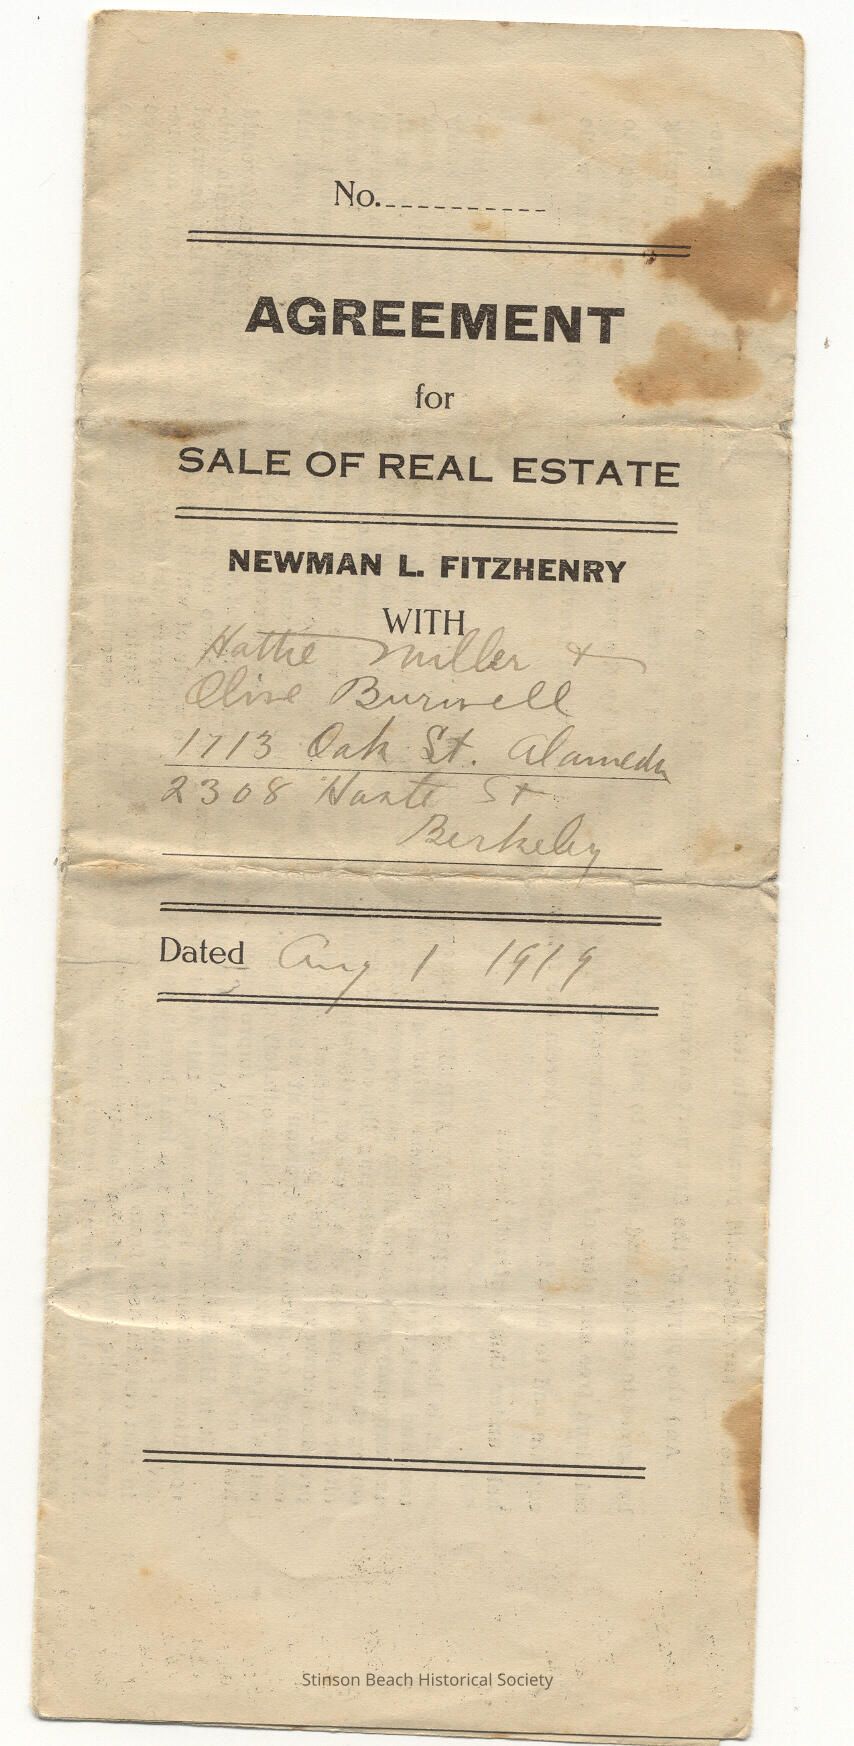 No.
AGREEMENT
for
SALE OF REAL ESTATE
NEWMAN L. FITZHENRY
WITH
Hattie Miller &
Olive Burwell
1713 Oak St. Alameda
2308 Haste St
Berkeley
Dated Aug 1 1919
Stinson Beach Historical Society